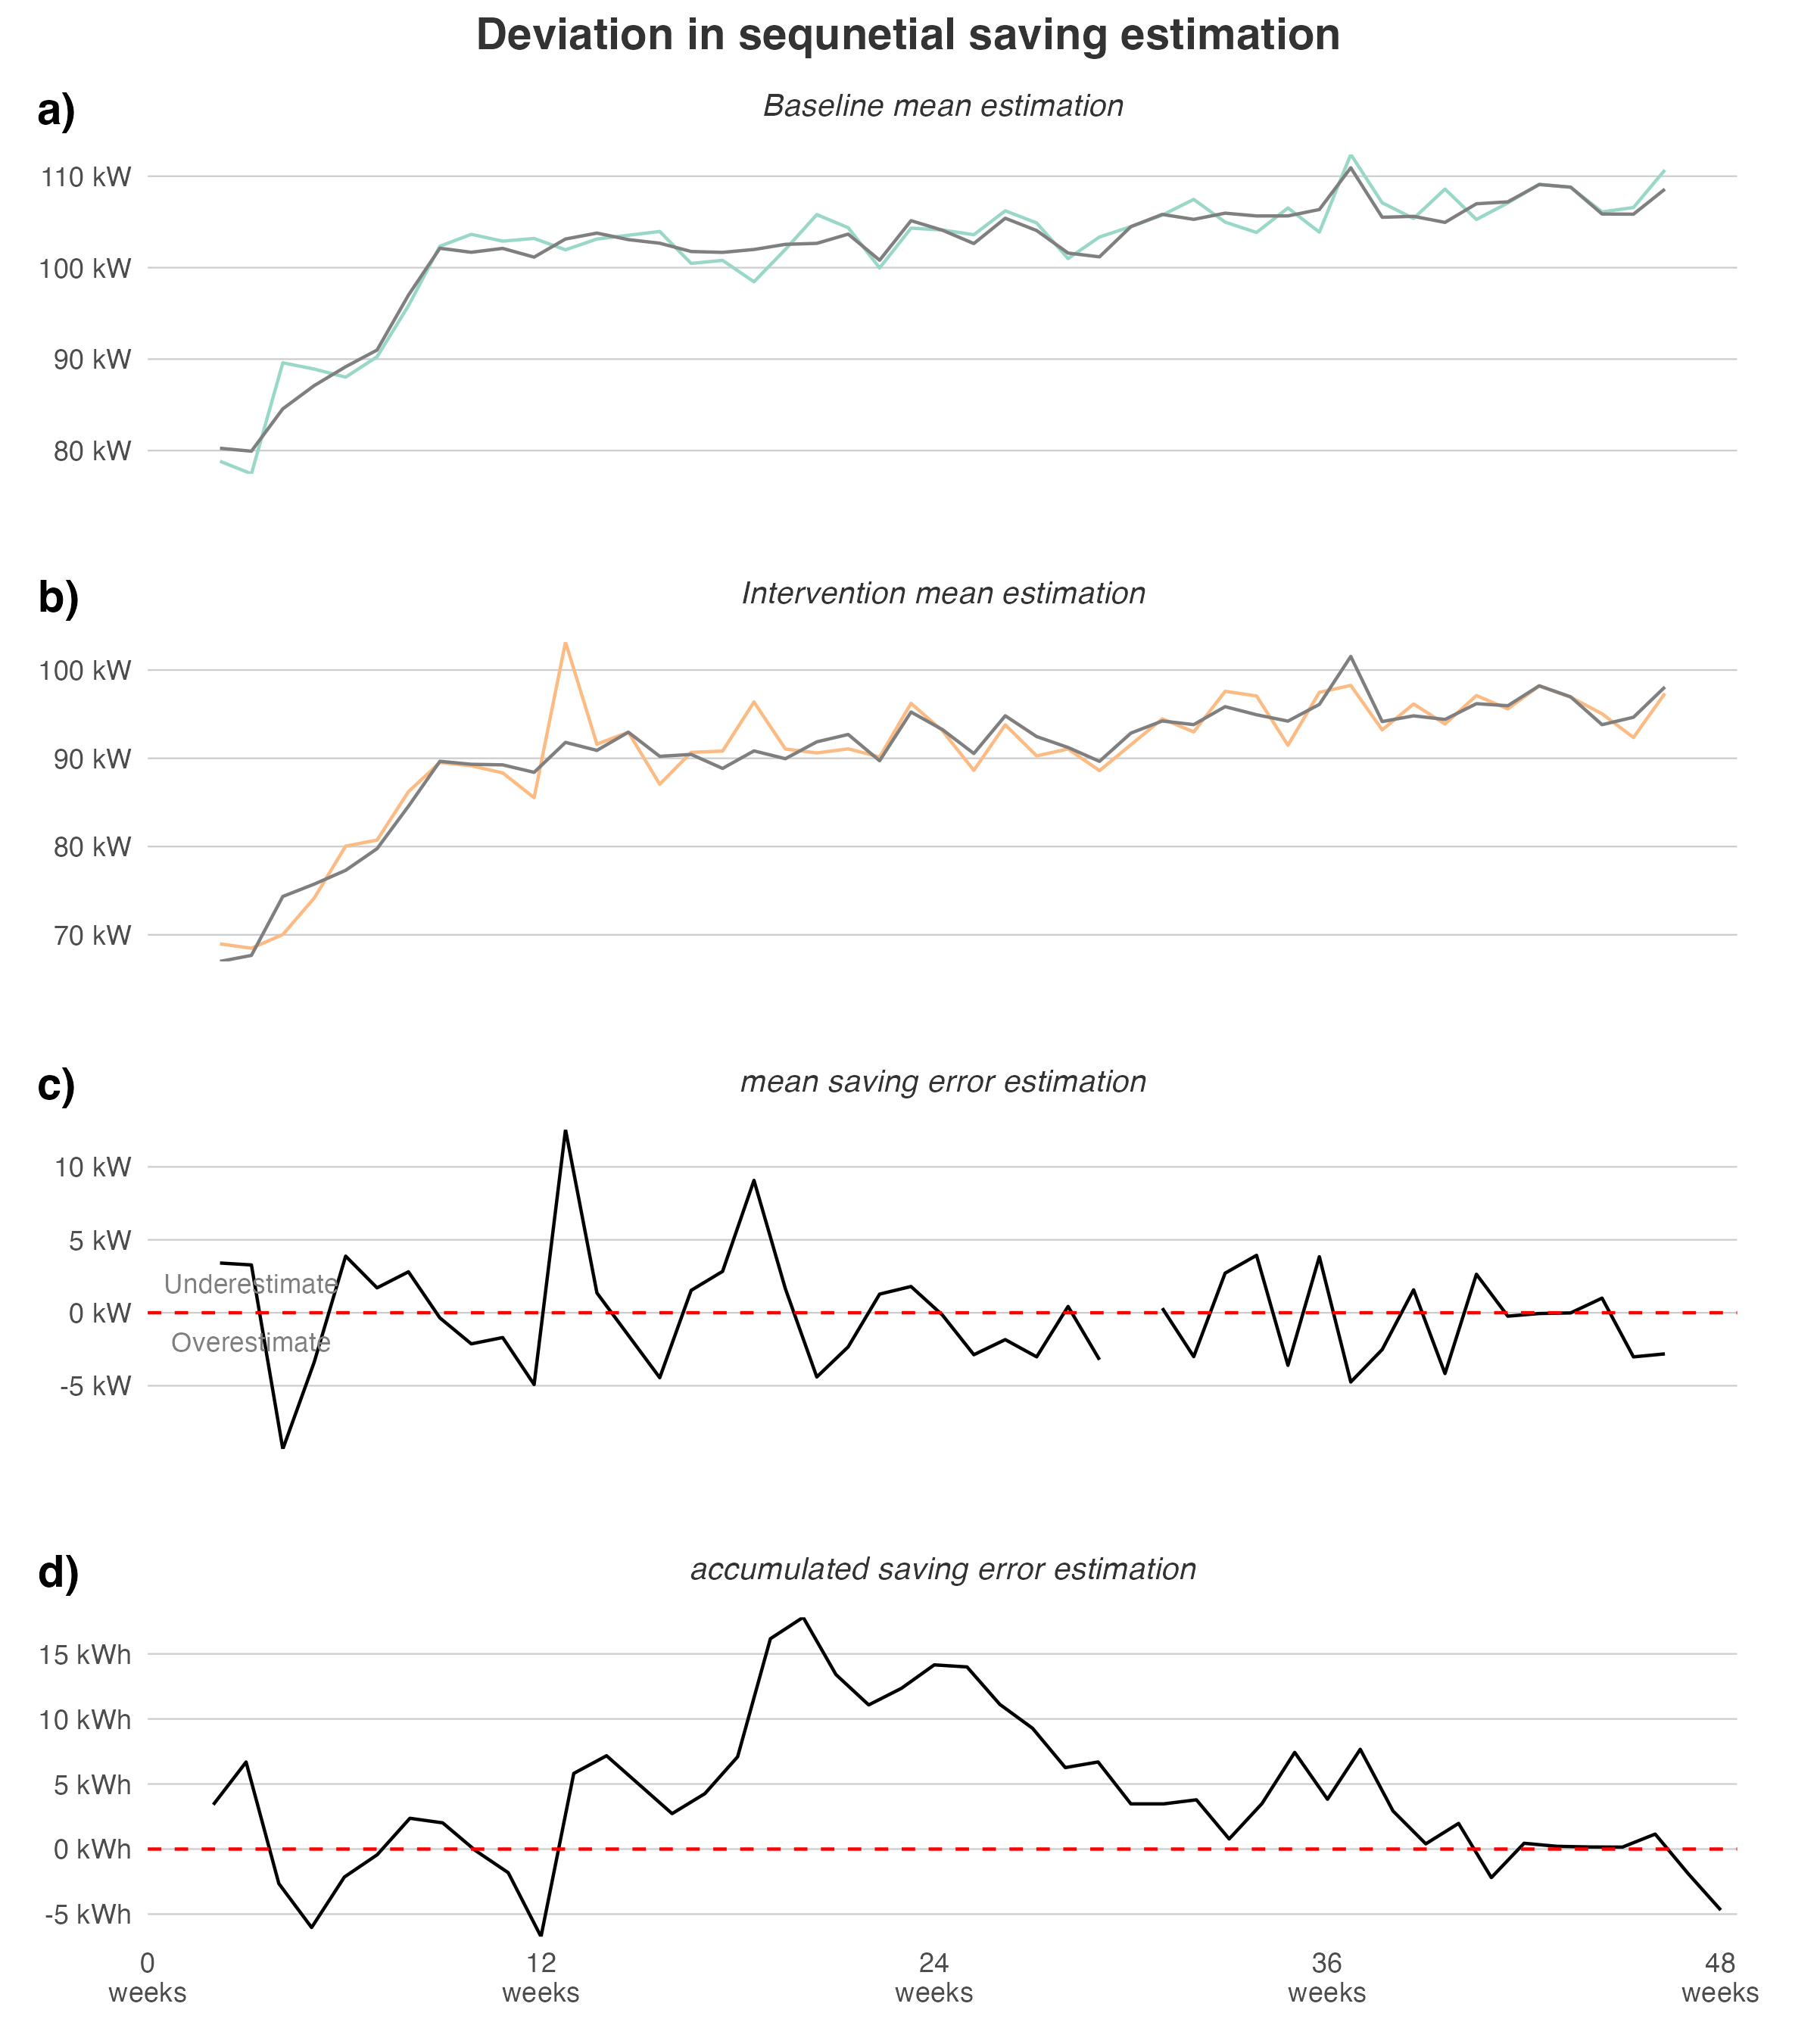 Deviation in sequnetial saving estimation
a)
Baseline mean estimation
110 kW
100 kW
90 kW
80 kW
b)
Intervention mean estimation
100 kW
90 kW
80 kW
70 kW
c)
mean saving error estimation
10 kW
5 kW
Underestimate
0 kW
Overestimate
-5 kW
d)
accumulated saving error estimation
15 kWh
10 kWh
5 kWh
0 kWh
-5 kWh
0 12 24 36 48
weeks weeks weeks weeks weeks